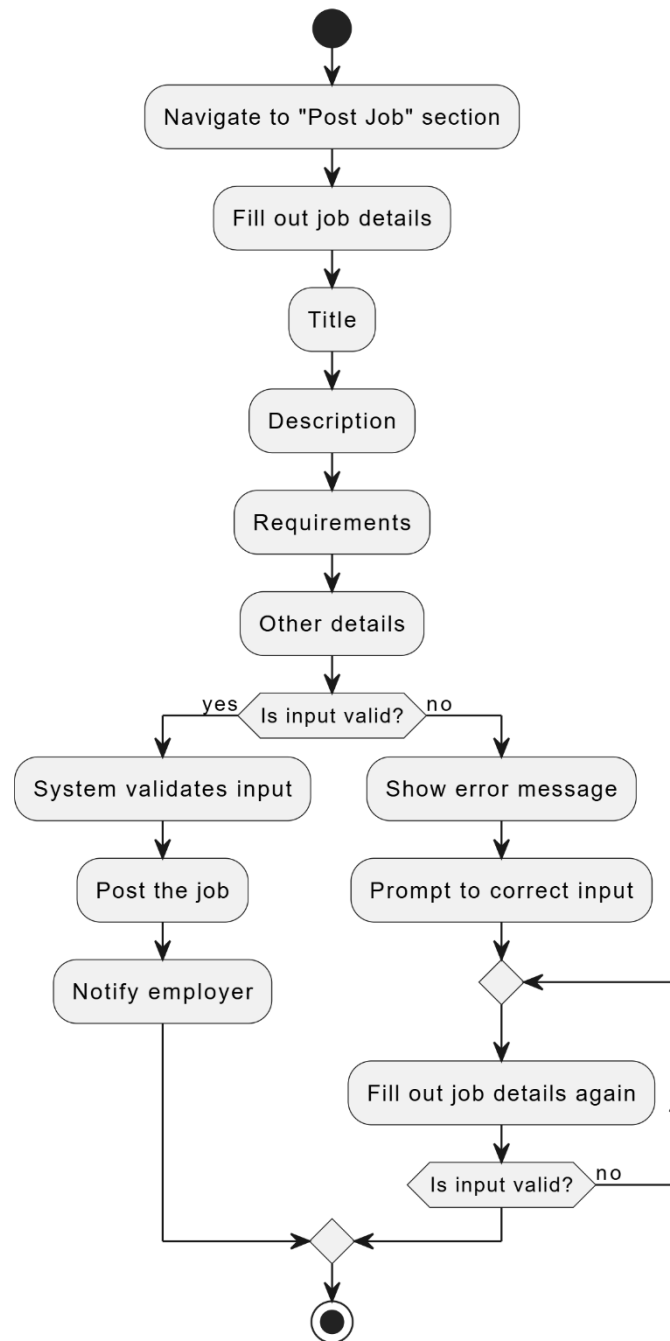 Navigate to "Post Job" section
Fill out job details
Title
Description
Requirements
Other details
yes
Is input valid?
no
System validates input
Show error message
Post the job
Prompt to correct input
Notify employer
Fill out job details again
Is input valid?
no